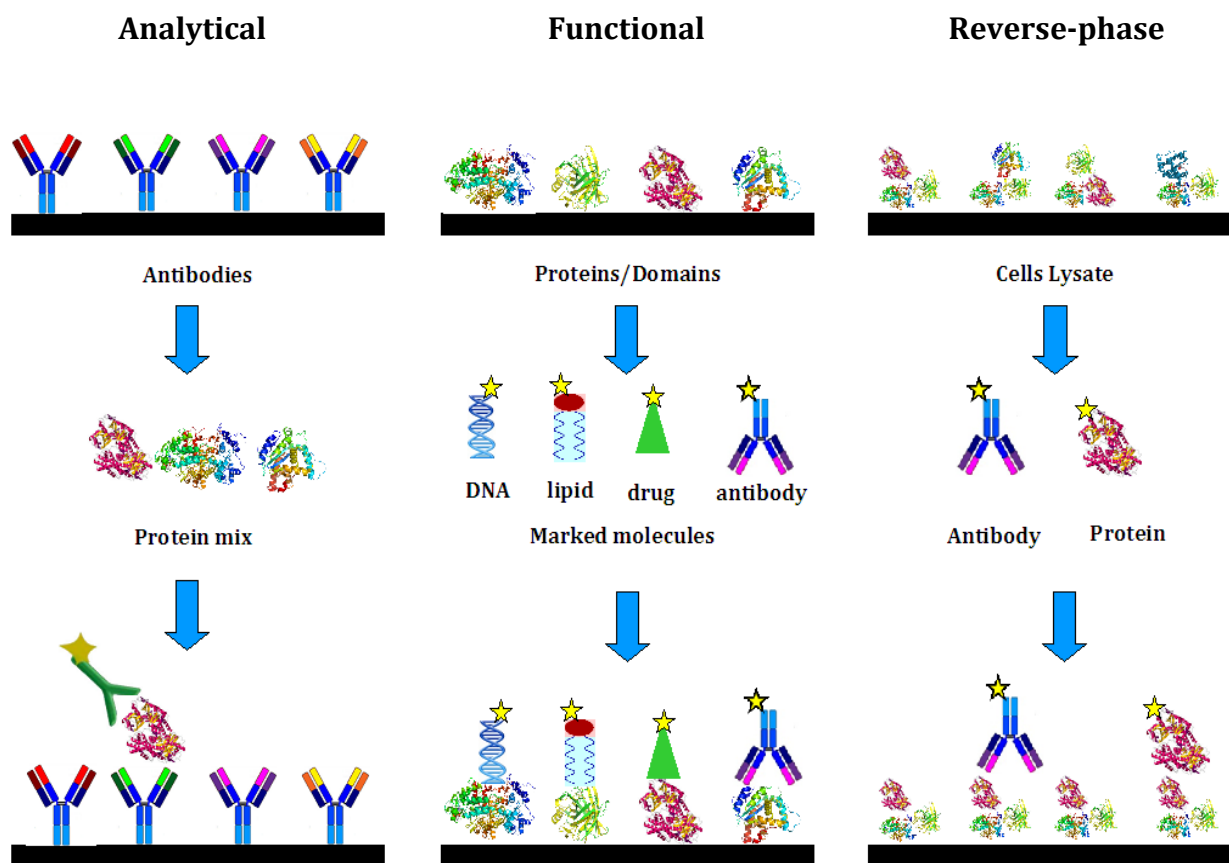 Analytical
Functional
Reverse-phase
Antibodies
Proteins/Domains
Cells Lysate
DNA
lipid
drug
antibody
Protein mix
Marked molecules
Antibody
Protein